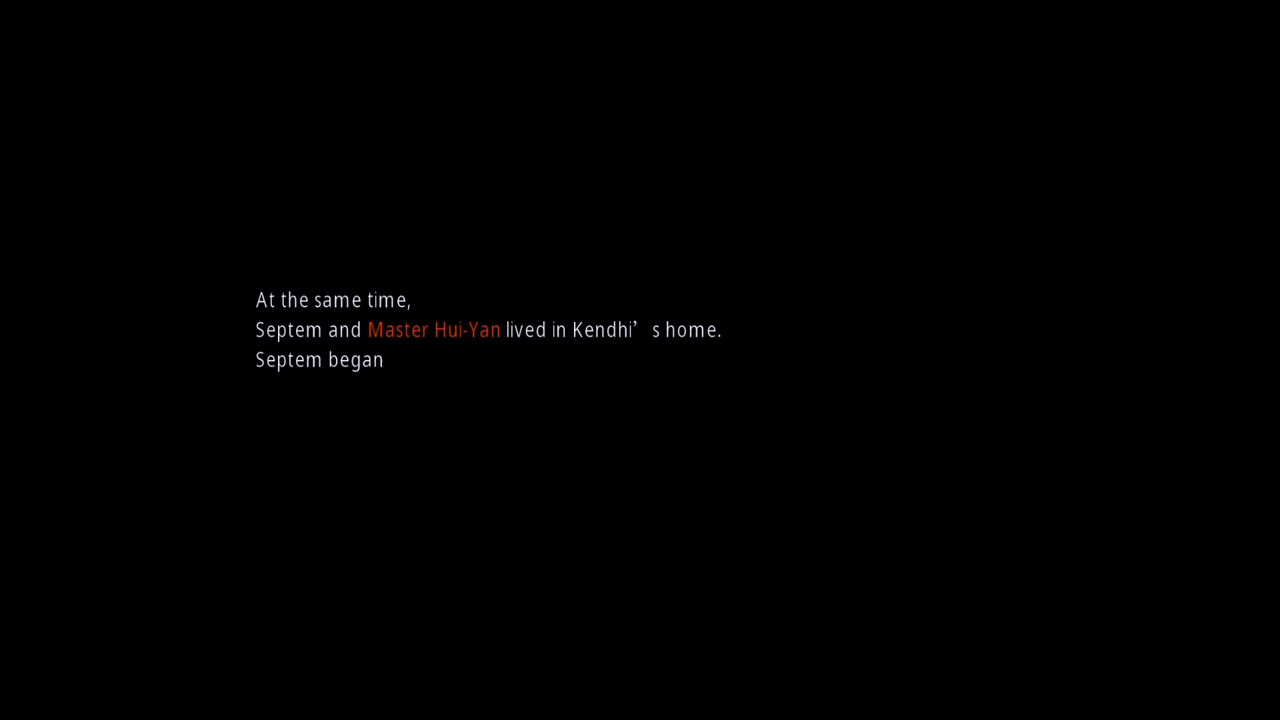 At the same time,
Septem and Master Hui-Yan lived in Kendhi’s home.
Septem began